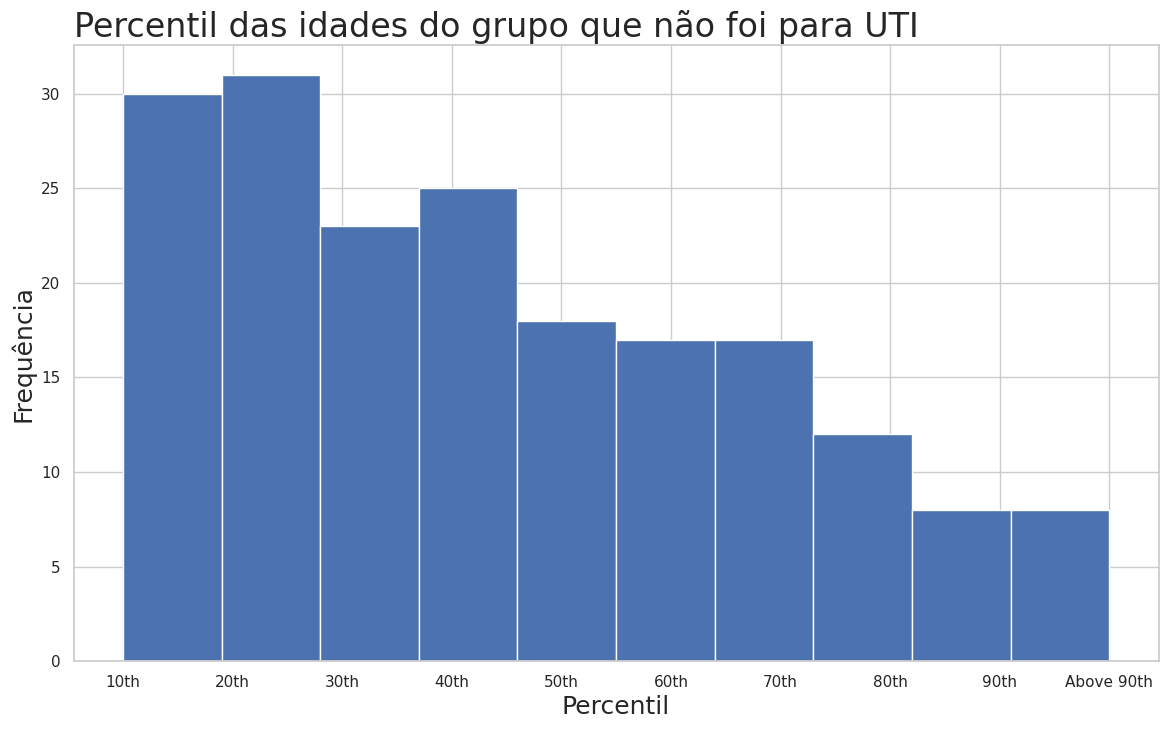 Percentil das idades do grupo que não foi para UTI
Frequência
30
25
20
15
10
5
0
10th 20th 30th 40th 50th 60th 70th 80th 90th Above 90th
Percentil